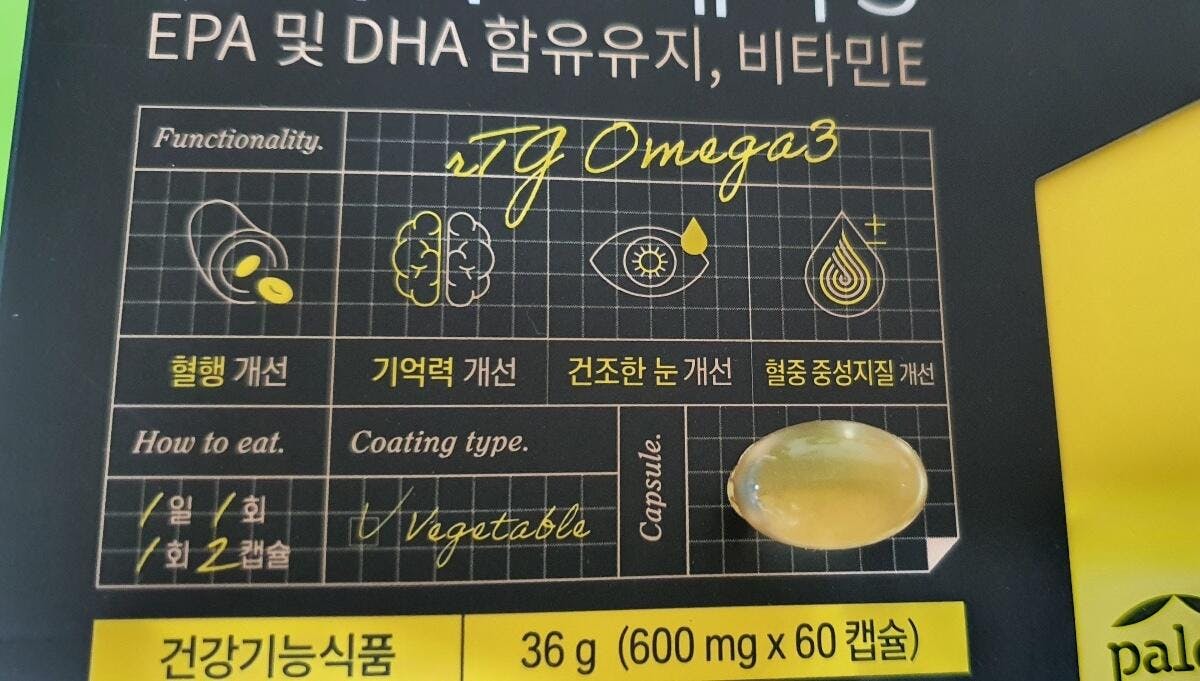 EPA 및 DHA 함유유지, 비타민E
Functionality.
rTG Omega3
혈행 개선
기억력 개선
건조한 눈 개선
혈중 중성지질 개선
How to eat.
Coating type.
Capsule.
1일 1회
1회 2캡슐
Vegetable
건강기능식품
36 g (600 mg x 60 캡슐)